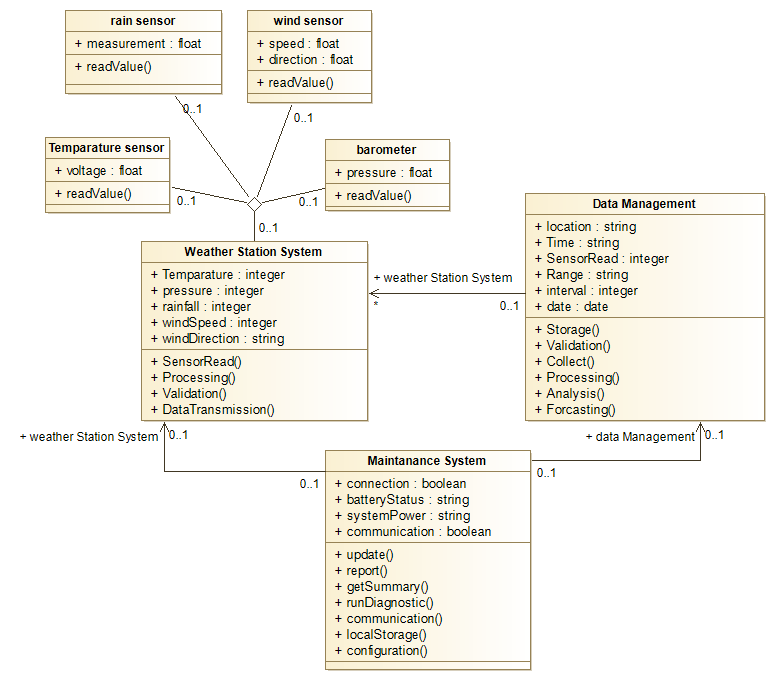 rain sensor
+ measurement : float
+ readValue()
wind sensor
+ speed : float
+ direction : float
+ readValue()
0..1
0..1
Temparature sensor
+ voltage : float
+ readValue()
0..1
barometer
+ pressure : float
+ readValue()
0..1
0..1
Weather Station System
+ Temparature : integer
+ pressure : integer
+ rainfall : integer
+ windSpeed : integer
+ windDirection : string
+ SensorRead()
+ Processing()
+ Validation()
+ DataTransmission()
+ weather Station System
*
0..1
Data Management
+ location : string
+ Time : string
+ SensorRead : integer
+ Range : string
+ interval : integer
+ date : date
+ Storage()
+ Validation()
+ Collect()
+ Processing()
+ Analysis()
+ Forcasting()
+ weather Station System
0..1
+ data Management
0..1
0..1
0..1
Maintanance System
+ connection : boolean
+ batteryStatus : string
+ systemPower : string
+ communication : boolean
+ update()
+ report()
+ getSummary()
+ runDiagnostic()
+ communication()
+ localStorage()
+ configuration()